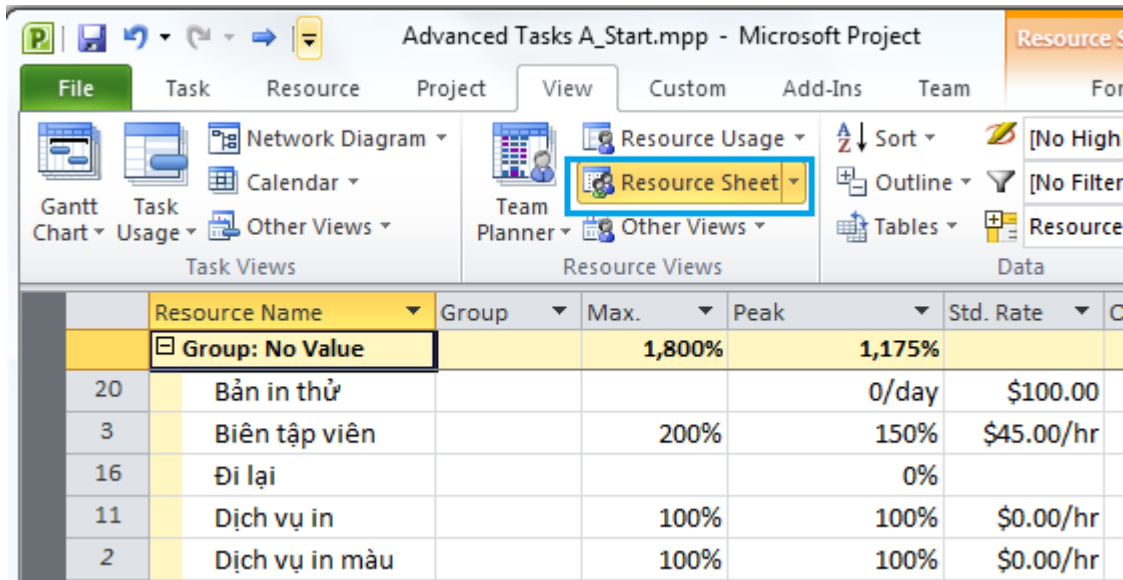 Advanced Tasks A_Start.mpp - Microsoft Project Resource S
File Task Resource Project View Custom Add-Ins Team For
Network Diagram Resource Usage Sort [No High
Calendar Resource Sheet Outline [No Filter
Gantt Chart Task Usage Other Views Team Planner Other Views Tables Resource
Task Views Resource Views Data
Resource Name Group Max. Peak Std. Rate C
Group: No Value 1,800% 1,175%
20 Bản in thử 0/day $100.00
3 Biên tập viên 200% 150% $45.00/hr
16 Đi lại 0%
11 Dịch vụ in 100% 100% $0.00/hr
2 Dịch vụ in màu 100% 100% $0.00/hr